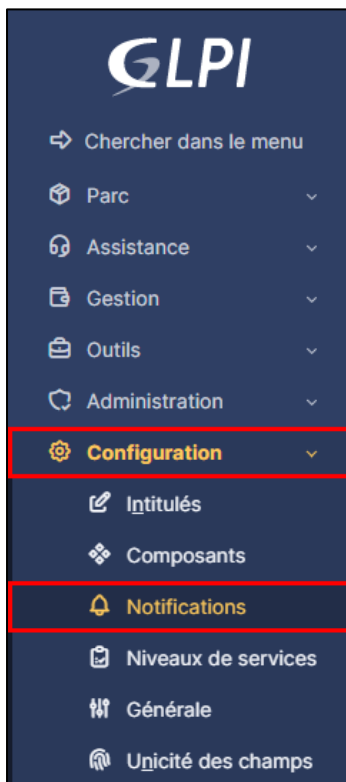 GLPI
Chercher dans le menu
Parc
Assistance
Gestion
Outils
Administration
Configuration
Intitulés
Composants
Notifications
Niveaux de services
Générale
Unicité des champs